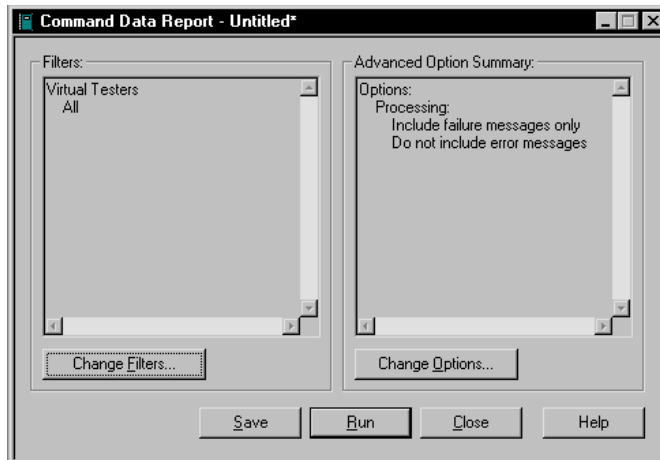 Command Data Report - Untitled*
Filters:
Virtual Testers
All
Change Filters...
Advanced Option Summary:
Options:
Processing:
Include failure messages only
Do not include error messages
Change Options...
Save
Run
Close
Help